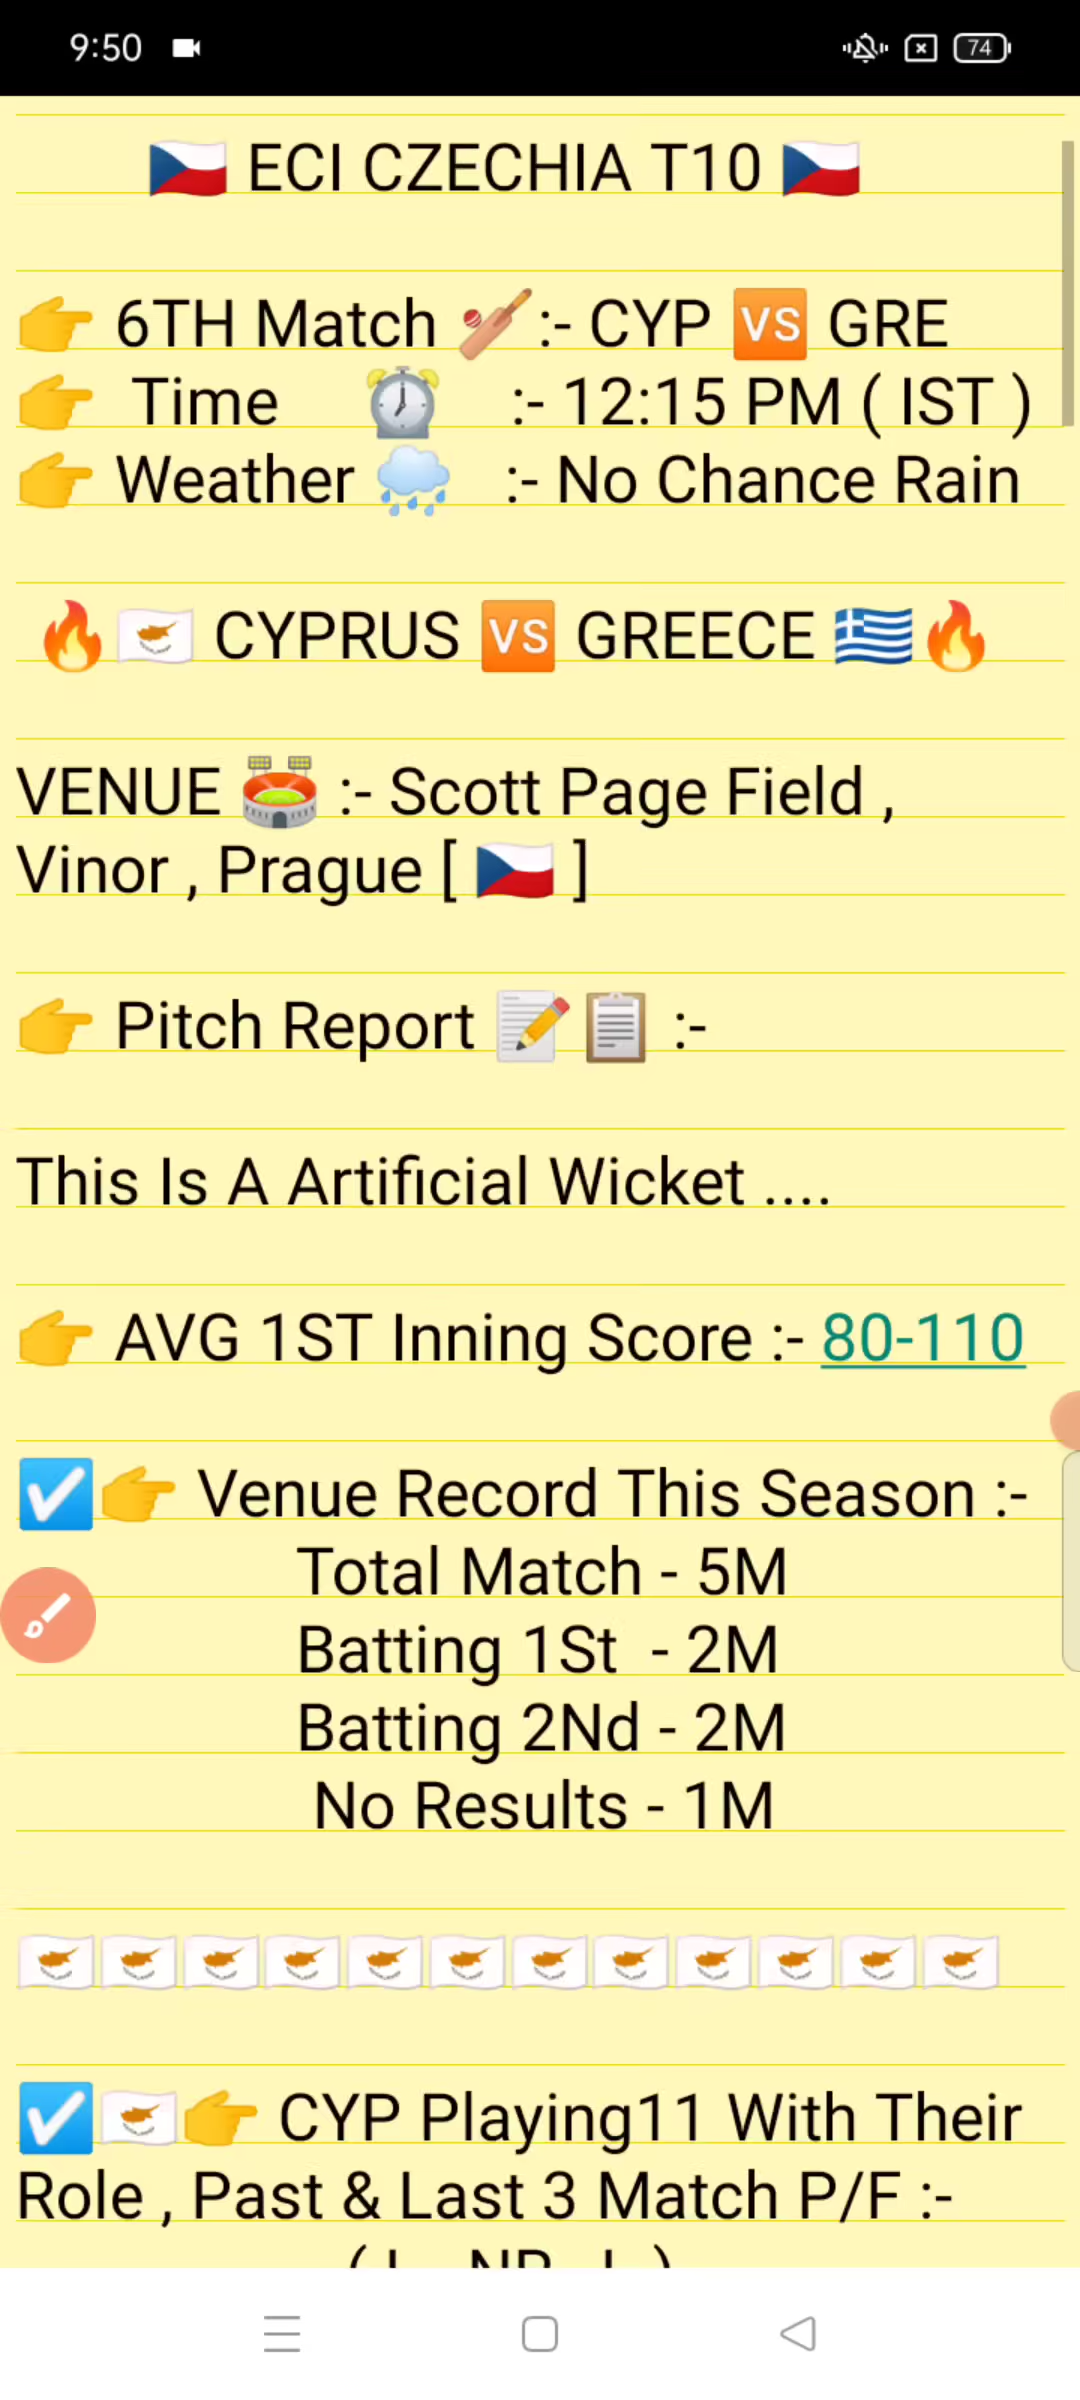 9:50
74
ECI CZECHIA T10
6TH Match :- CYP VS GRE
Time :- 12:15 PM ( IST )
Weather :- No Chance Rain
CYPRUS VS GREECE
VENUE :- Scott Page Field ,
Vinor , Prague [ ]
Pitch Report :-
This Is A Artificial Wicket ....
AVG 1ST Inning Score :- 80-110
Venue Record This Season :-
Total Match - 5M
Batting 1St - 2M
Batting 2Nd - 2M
No Results - 1M
CYP Playing11 With Their
Role , Past & Last 3 Match P/F :-